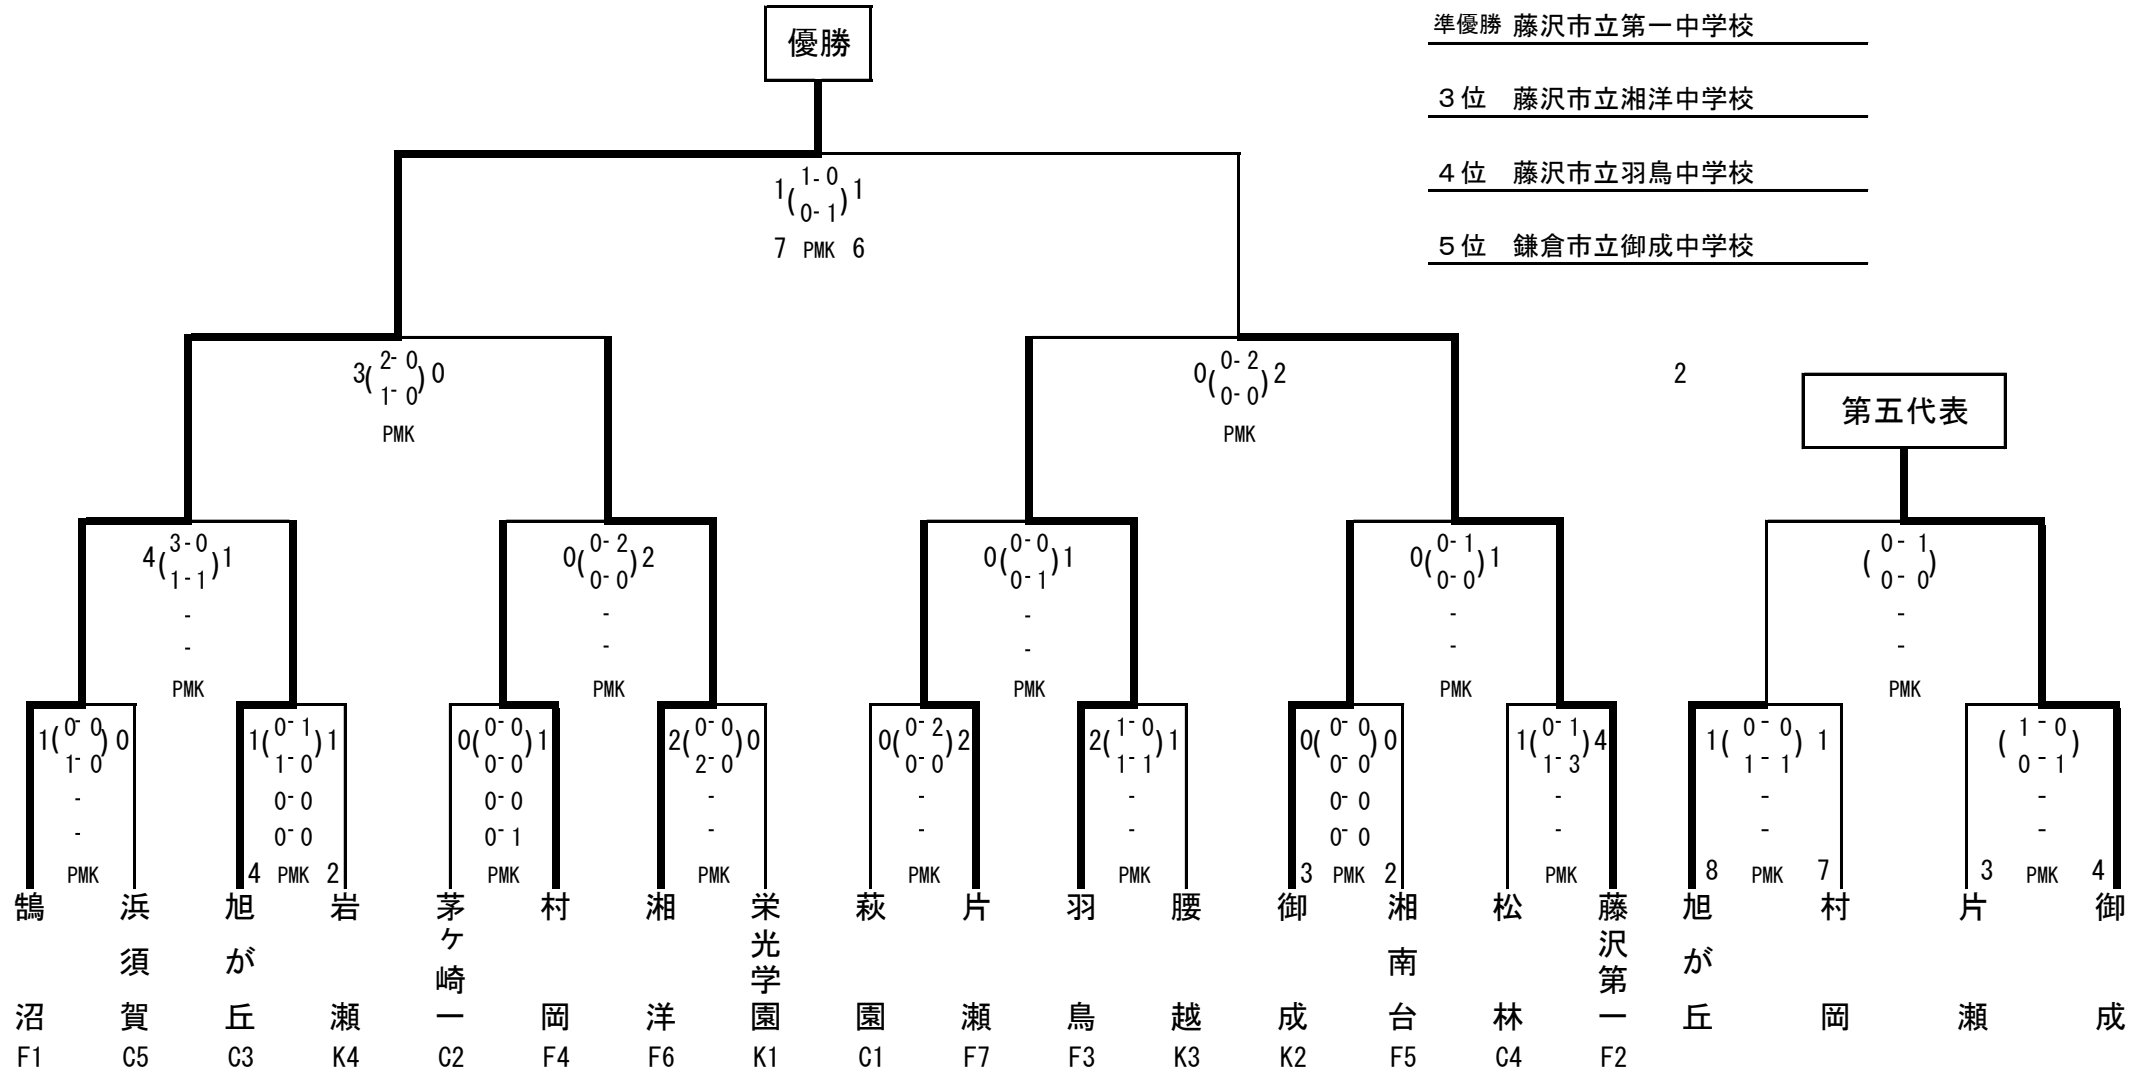 優勝
準優勝 藤沢市立第一中学校
３位 藤沢市立湘洋中学校
４位 藤沢市立羽鳥中学校
５位 鎌倉市立御成中学校
1(1-0 0-1)1
7 PMK 6
3(2-0 1-0)0
PMK
0(0-2 0-0)2
PMK
2
第五代表
4(3-0 1-1)1
-
-
PMK
0(0-2 0-0)2
-
-
PMK
0(0-0 0-1)1
-
-
PMK
0(0-1 0-0)1
-
-
PMK
(0-1 0-0)
-
-
PMK
1(0-0 1-0)0
-
-
PMK
1(0-1 1-0)1
0-0
0-0
4 PMK 2
0(0-0 0-0)1
0-0
0-1
PMK
2(0-0 2-0)0
-
-
PMK
0(0-2 0-0)2
-
-
PMK
2(1-0 1-1)1
-
-
PMK
0(0-0 0-0)0
0-0
0-0
3 PMK 2
1(0-1 1-3)4
-
-
PMK
1(0-0 1-1)1
-
-
8 PMK 7
(1-0 0-1)
-
-
3 PMK 4
鵠沼
F1
浜須賀
C5
旭が丘
C3
岩瀬
K4
茅ケ崎一
C2
村岡
F4
湘洋
F6
栄光学園
K1
萩園
C1
片瀬
F7
羽鳥
F3
腰越
K3
御成
K2
湘南台
F5
松林
C4
藤沢第一
F2
旭が丘
村岡
片瀬
御成